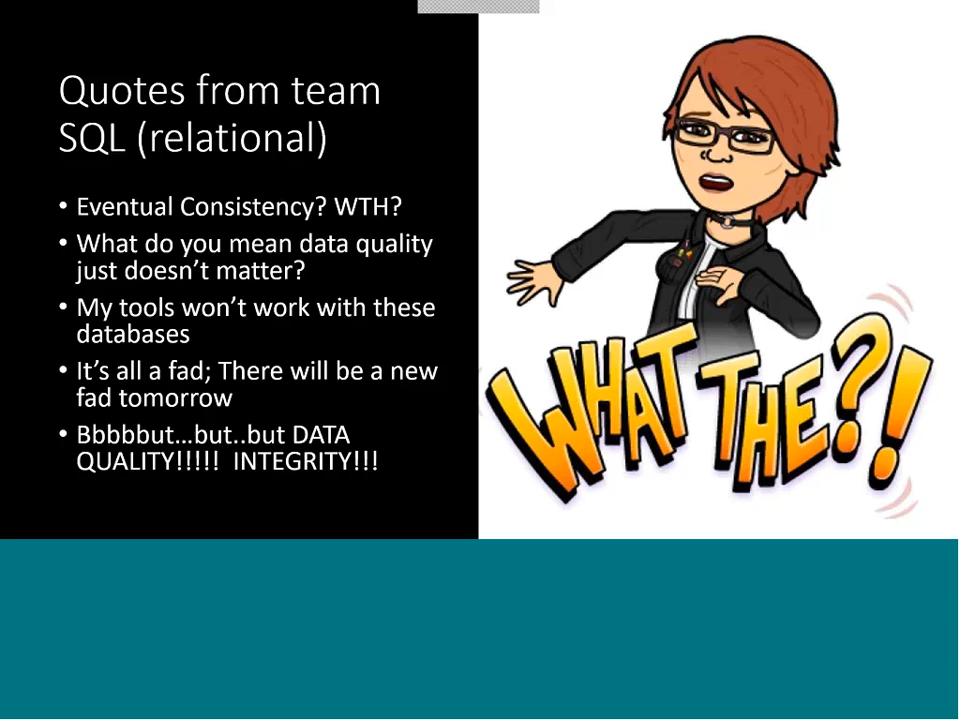 Quotes from team
SQL (relational)
• Eventual Consistency? WTH?
• What do you mean data quality
just doesn’t matter?
• My tools won’t work with these
databases
• It’s all a fad; There will be a new
fad tomorrow
• Bbbbbut…but..but DATA
QUALITY!!!!!  INTEGRITY!!!
WHAT THE?!